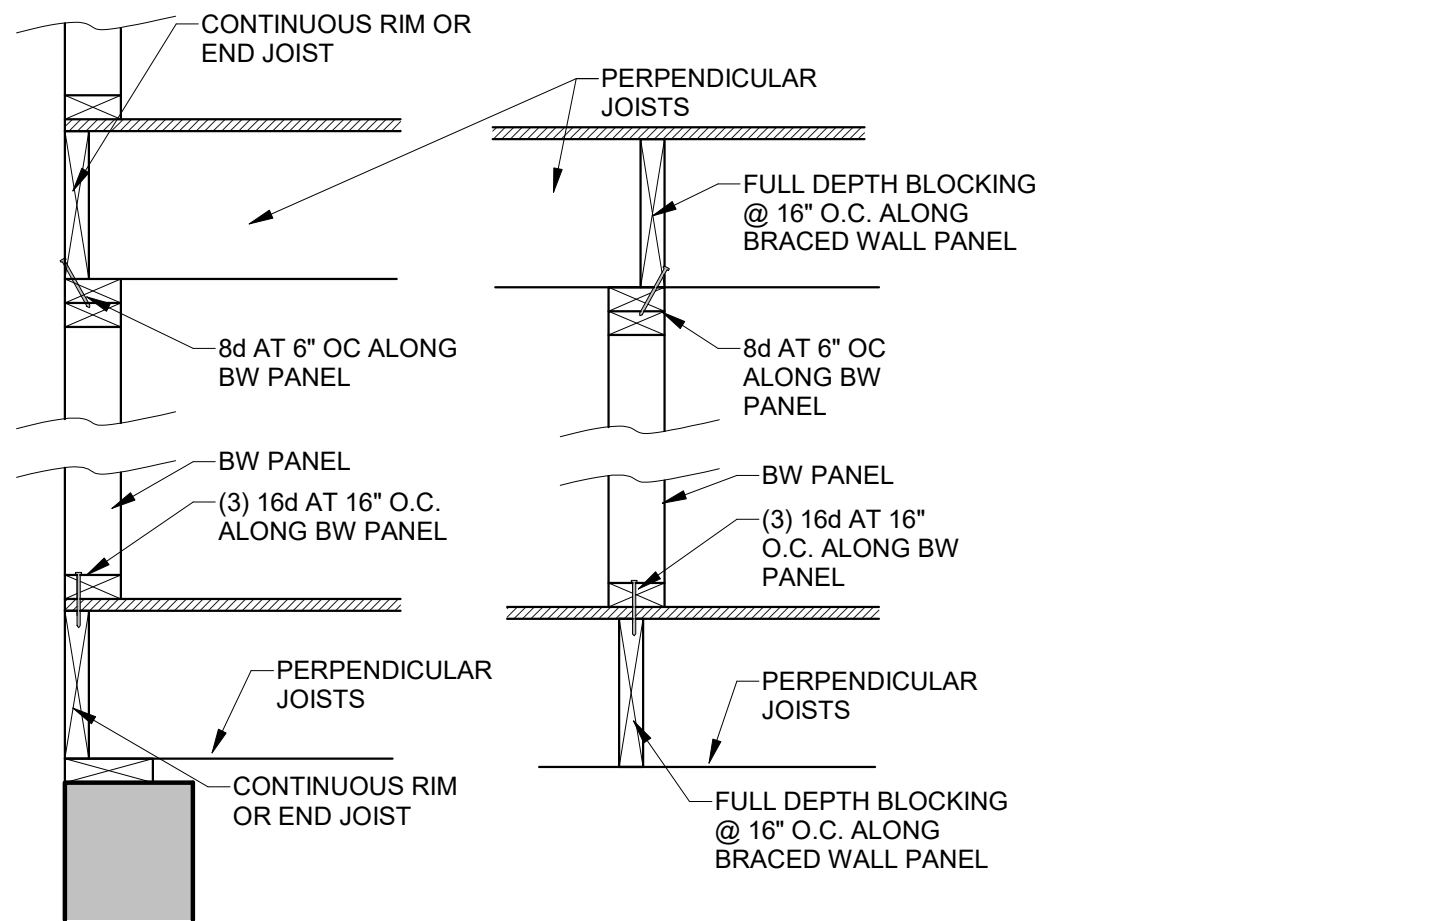 CONTINUOUS RIM OR
END JOIST
PERPENDICULAR
JOISTS
FULL DEPTH BLOCKING
@ 16" O.C. ALONG
BRACED WALL PANEL
8d AT 6" OC ALONG
BW PANEL
8d AT 6" OC
ALONG BW
PANEL
BW PANEL
(3) 16d AT 16" O.C.
ALONG BW PANEL
BW PANEL
(3) 16d AT 16"
O.C. ALONG BW
PANEL
PERPENDICULAR
JOISTS
PERPENDICULAR
JOISTS
CONTINUOUS RIM
OR END JOIST
FULL DEPTH BLOCKING
@ 16" O.C. ALONG
BRACED WALL PANEL